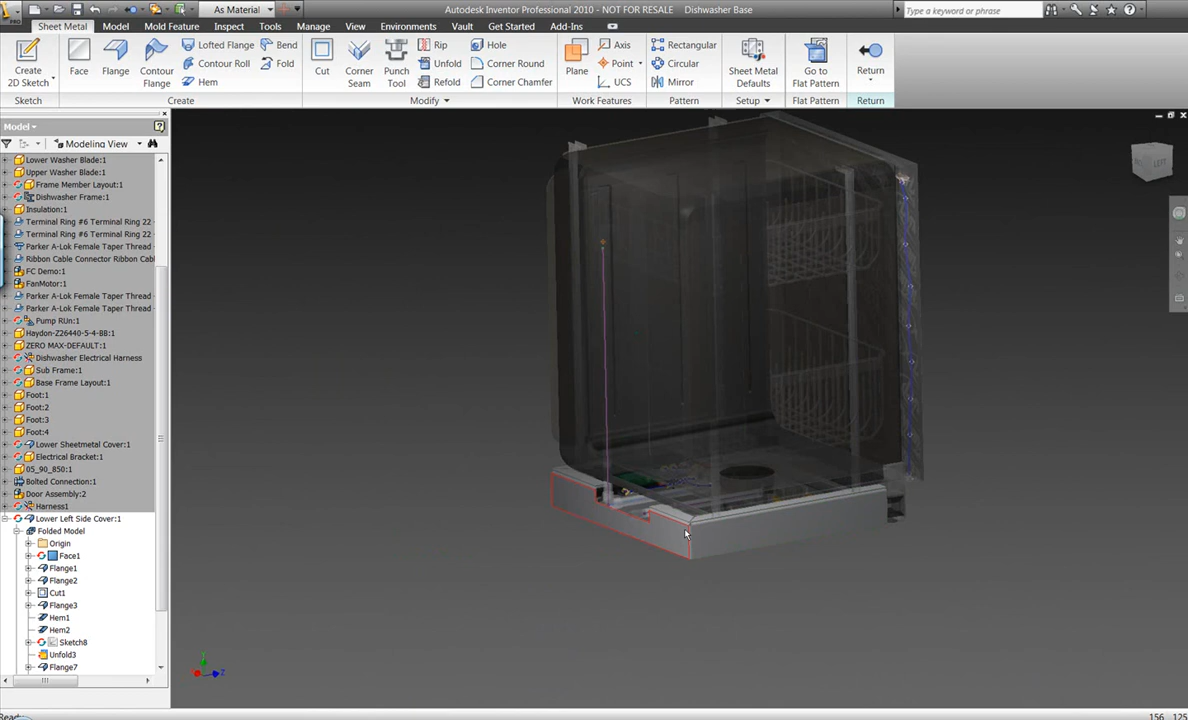 PRO
As Material
Autodesk Inventor Professional 2010 - NOT FOR RESALE Dishwasher Base
Type a keyword or phrase
Sheet Metal Model Mold Feature Inspect Tools Manage View Environments Vault Get Started Add-Ins
Create
2D Sketch
Face
Flange
Contour
Flange
Lofted Flange
Contour Roll
Hem
Bend
Fold
Cut
Corner
Seam
Punch
Tool
Rip
Unfold
Refold
Hole
Corner Round
Corner Chamfer
Plane
Axis
Point
UCS
Rectangular
Circular
Mirror
Sheet Metal
Defaults
Go to
Flat Pattern
Return
Sketch Create Modify Work Features Pattern Setup Flat Pattern Return
Model
Modeling View
Lower Washer Blade:1
Upper Washer Blade:1
Frame Member Layout:1
Dishwasher Frame:1
Insulation:1
Terminal Ring #6 Terminal Ring 22
Terminal Ring #6 Terminal Ring 22
Parker A-Lok Female Taper Thread
Ribbon Cable Connector Ribbon Cab
FC Demo:1
FanMotor:1
Parker A-Lok Female Taper Thread
Parker A-Lok Female Taper Thread
Pump RUn:1
Haydon-Z26440-5-4-BB:1
ZERO MAX-DEFAULT:1
Dishwasher Electrical Harness
Sub Frame:1
Base Frame Layout:1
Foot:1
Foot:2
Foot:3
Foot:4
Lower Sheetmetal Cover:1
Electrical Bracket:1
05_90_850:1
Bolted Connection:1
Door Assembly:2
Harness1
Lower Left Side Cover:1
Folded Model
Origin
Face1
Flange1
Flange2
Cut1
Flange3
Hem1
Hem2
Sketch8
Unfold3
Flange7
LEFT
Y
Z
Ready
156 125